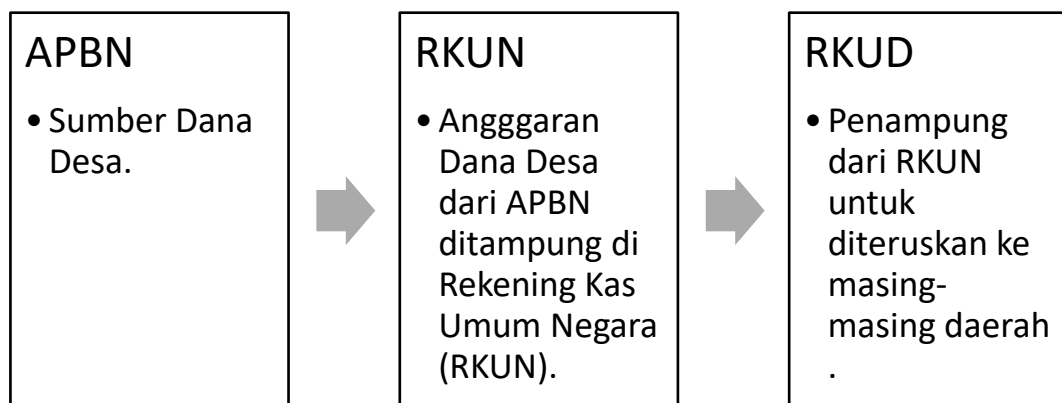 APBN
• Sumber Dana
Desa.
RKUN
• Angggaran
Dana Desa
dari APBN
ditampung di
Rekening Kas
Umum Negara
(RKUN).
RKUD
• Penampung
dari RKUN
untuk
diteruskan ke
masing-
masing daerah
.